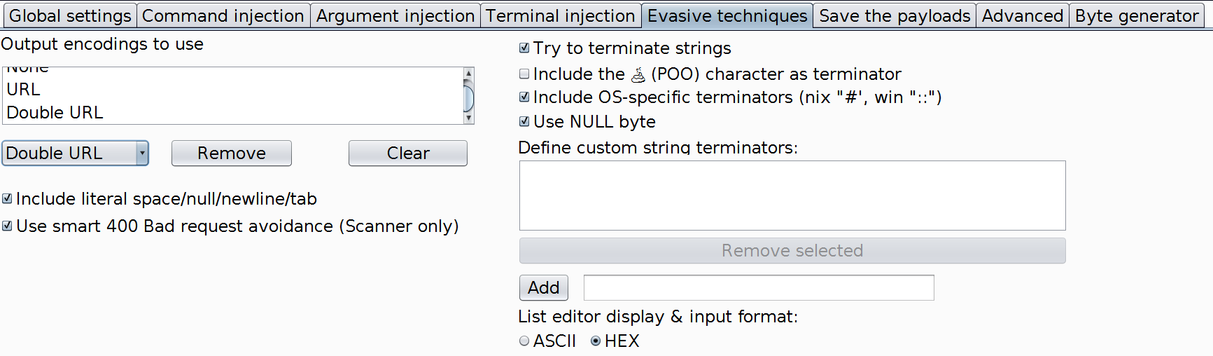 Global settings Command injection Argument injection Terminal injection Evasive techniques Save the payloads Advanced Byte generator
Output encodings to use
None
URL
Double URL
Double URL Remove Clear
Include literal space/null/newline/tab
Use smart 400 Bad request avoidance (Scanner only)
Try to terminate strings
Include the 💩 (POO) character as terminator
Include OS-specific terminators (nix "#', win "::")
Use NULL byte
Define custom string terminators:
Remove selected
Add
List editor display & input format:
ASCII HEX